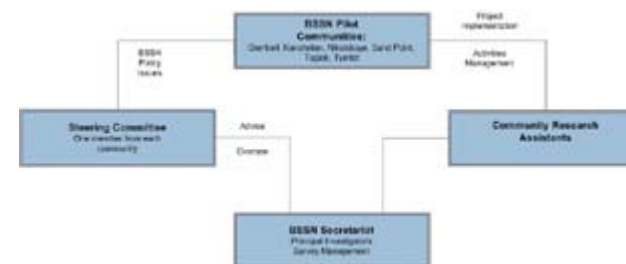 BSSN Pilot
Communities:
Gambell, Kanchalan, Nikolskoye, Sand Point,
Togiak, Tymlat
Project
Implementation
Activities
Management
BSSN
Policy
Issues
Steering Committee
One member from each
community
Advise
Oversee
Community Research
Assistants
BSSN Secretariat
Principal Investigators
Survey Management